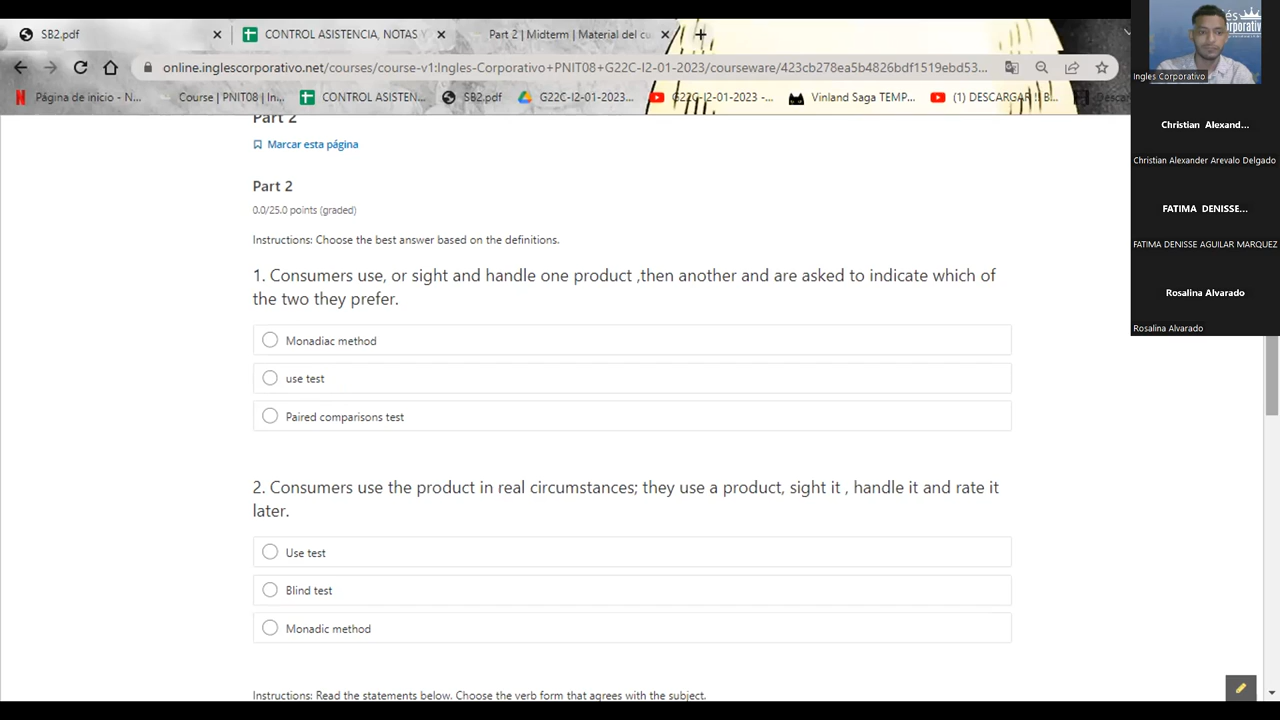 SB2.pdf
CONTROL ASISTENCIA, NOTAS Y
Part 2 | Midterm | Material del cu
online.inglescorporativo.net/courses/course-v1:Ingles-Corporativo+PNIT08+G22C-I2-01-2023/courseware/423cb278ea5b4826bdf1519ebd53...
Página de inicio - N...
Course | PNIT08 | In...
CONTROL ASISTEN...
SB2.pdf
G22C-I2-01-2023...
G22C-I2-01-2023 -...
Vinland Saga TEMP...
(1) DESCARGAR !! B...
Part 2
Marcar esta página
Part 2
0.0/25.0 points (graded)
Instructions: Choose the best answer based on the definitions.
1. Consumers use, or sight and handle one product ,then another and are asked to indicate which of
the two they prefer.
Monadiac method
use test
Paired comparisons test
2. Consumers use the product in real circumstances; they use a product, sight it , handle it and rate it
later.
Use test
Blind test
Monadic method
Instructions: Read the statements below. Choose the verb form that agrees with the subject.
Ingles Corporativo
Christian Alexand...
Christian Alexander Arevalo Delgado
FATIMA DENISSE...
FATIMA DENISSE AGUILAR MARQUEZ
Rosalina Alvarado
Rosalina Alvarado